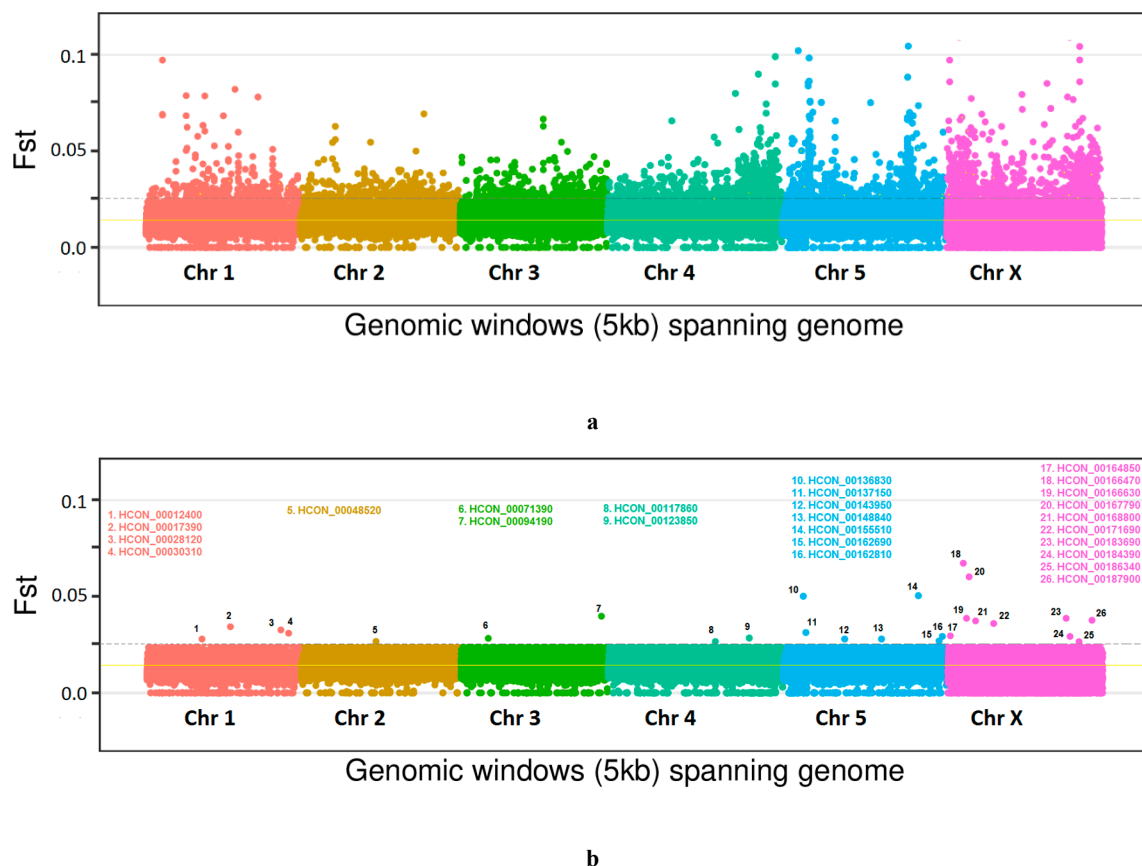 0.1
0.05
0.0
Fst
Chr 1 Chr 2 Chr 3 Chr 4 Chr 5 Chr X
Genomic windows (5kb) spanning genome
a
0.1
0.05
0.0
Fst
1. HCON_00012400
2. HCON_00017390
3. HCON_00028120
4. HCON_00030310
5. HCON_00048520
6. HCON_00071390
7. HCON_00094190
8. HCON_00117860
9. HCON_00123850
10. HCON_00136830
11. HCON_00137150
12. HCON_00143950
13. HCON_00148840
14. HCON_00155510
15. HCON_00162690
16. HCON_00162810
17. HCON_00164850
18. HCON_00166470
19. HCON_00166630
20. HCON_00167790
21. HCON_00168800
22. HCON_00171690
23. HCON_00183690
24. HCON_00184390
25. HCON_00186340
26. HCON_00187900
1 2 3 4 5 6 7 8 9 10 11 12 13 14 15 16 17 18 19 20 21 22 23 24 25 26
Chr 1 Chr 2 Chr 3 Chr 4 Chr 5 Chr X
Genomic windows (5kb) spanning genome
b